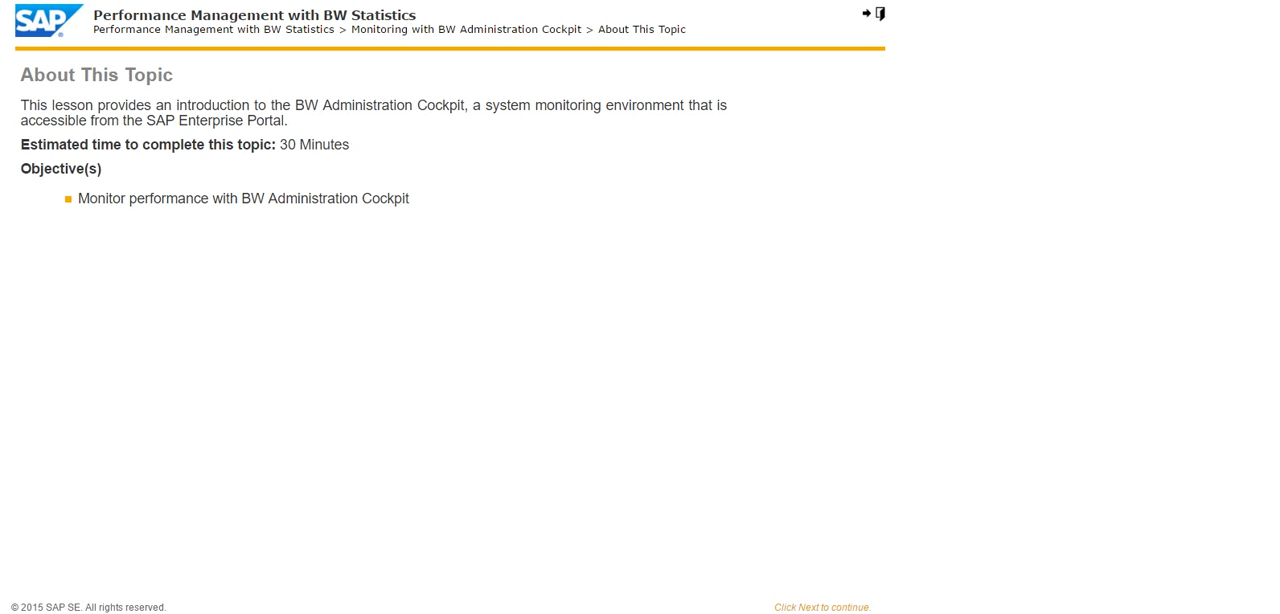 SAP®
Performance Management with BW Statistics
Performance Management with BW Statistics > Monitoring with BW Administration Cockpit > About This Topic
About This Topic
This lesson provides an introduction to the BW Administration Cockpit, a system monitoring environment that is
accessible from the SAP Enterprise Portal.
Estimated time to complete this topic: 30 Minutes
Objective(s)
Monitor performance with BW Administration Cockpit
© 2015 SAP SE. All rights reserved.
Click Next to continue.